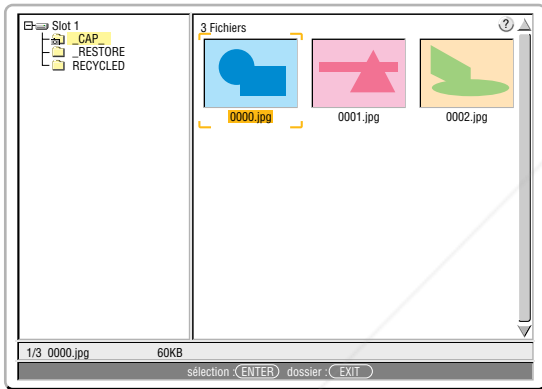 Slot 1
_CAP_
_RESTORE
RECYCLED
3 Fichiers
?
0000.jpg
0001.jpg
0002.jpg
1/3 0000.jpg 60KB
sélection :ENTER dossier : EXIT